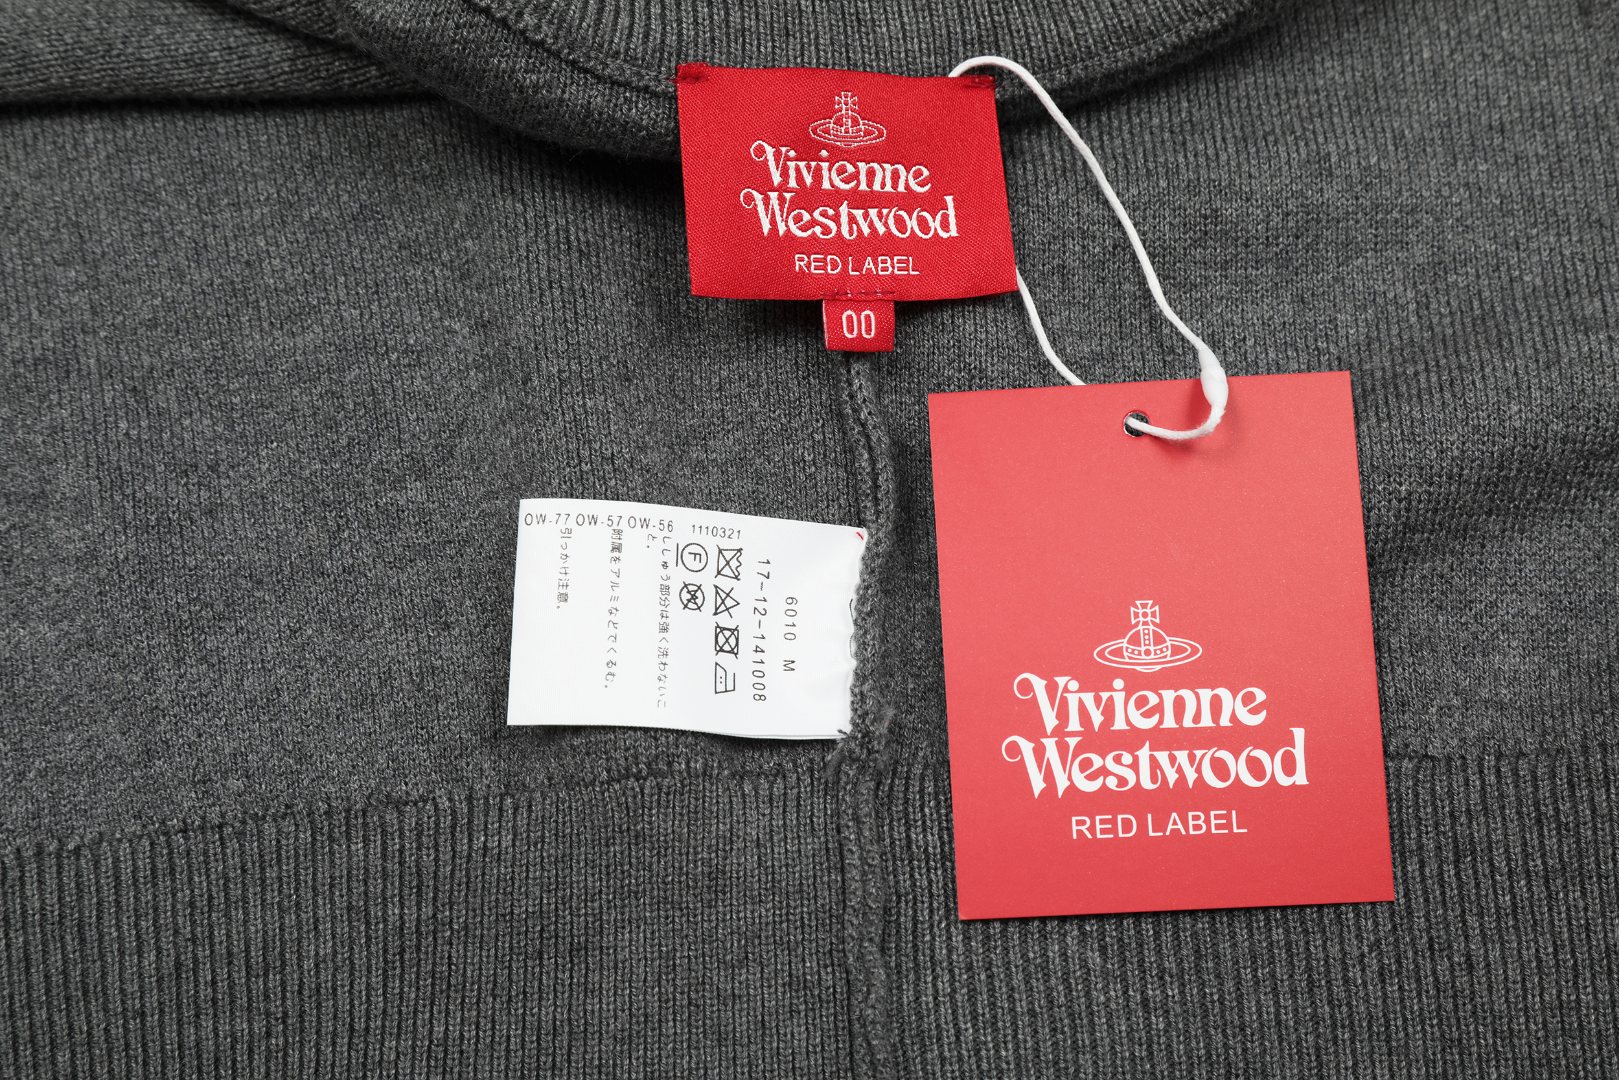 Vivienne
Westwood
RED LABEL
00
OW-77 OW-57 OW-56 1110321
6010 M
17-12-141008
F
ししゅう部分は強く洗わないこ
と。
附属をアルミなどでくるむ。
引っかけ注意。
Vivienne
Westwood
RED LABEL